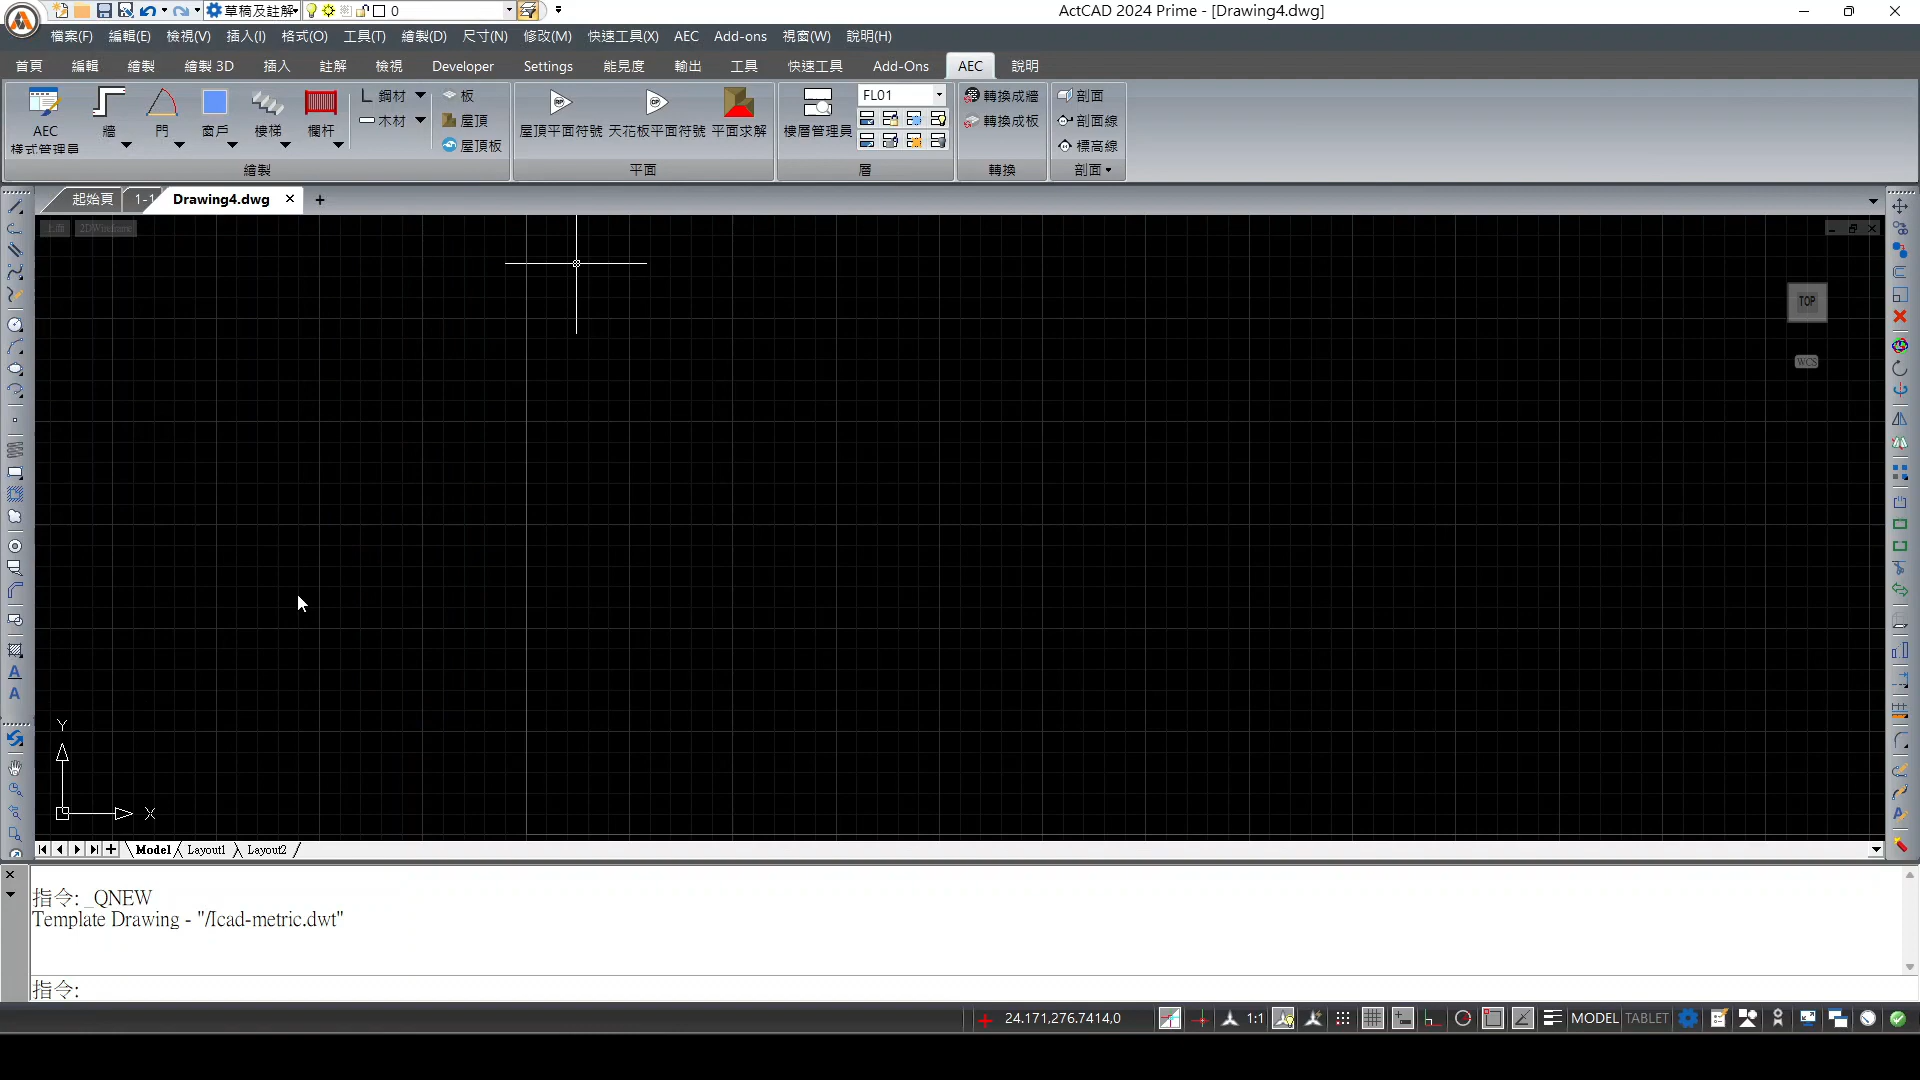 草稿及註解
0
ActCAD 2024 Prime - [Drawing4.dwg]
檔案(F) 編輯(E) 檢視(V) 插入(I) 格式(O) 工具(T) 繪製(D) 尺寸(N) 修改(M) 快速工具(X) AEC Add-ons 視窗(W) 說明(H)
首頁 編輯 繪製 繪製 3D 插入 註解 檢視 Developer Settings 能見度 輸出 工具 快速工具 Add-Ons AEC 說明
AEC
樣式管理員
牆
門
窗戶
樓梯
欄杆
鋼材
木材
板
屋頂
屋頂板
繪製
屋頂平面符號 天花板平面符號 平面求解
平面
樓層管理員
FL01
層
轉換成牆
轉換成板
轉換
剖面
剖面線
標高線
剖面
起始頁 1-1 Drawing4.dwg
上面 2DWireframe
TOP
WCS
Y
X
Model Layout1 Layout2
指令: _QNEW
Template Drawing - "/Icad-metric.dwt"
指令:
24.171,276.7414,0
1:1
MODEL TABLET